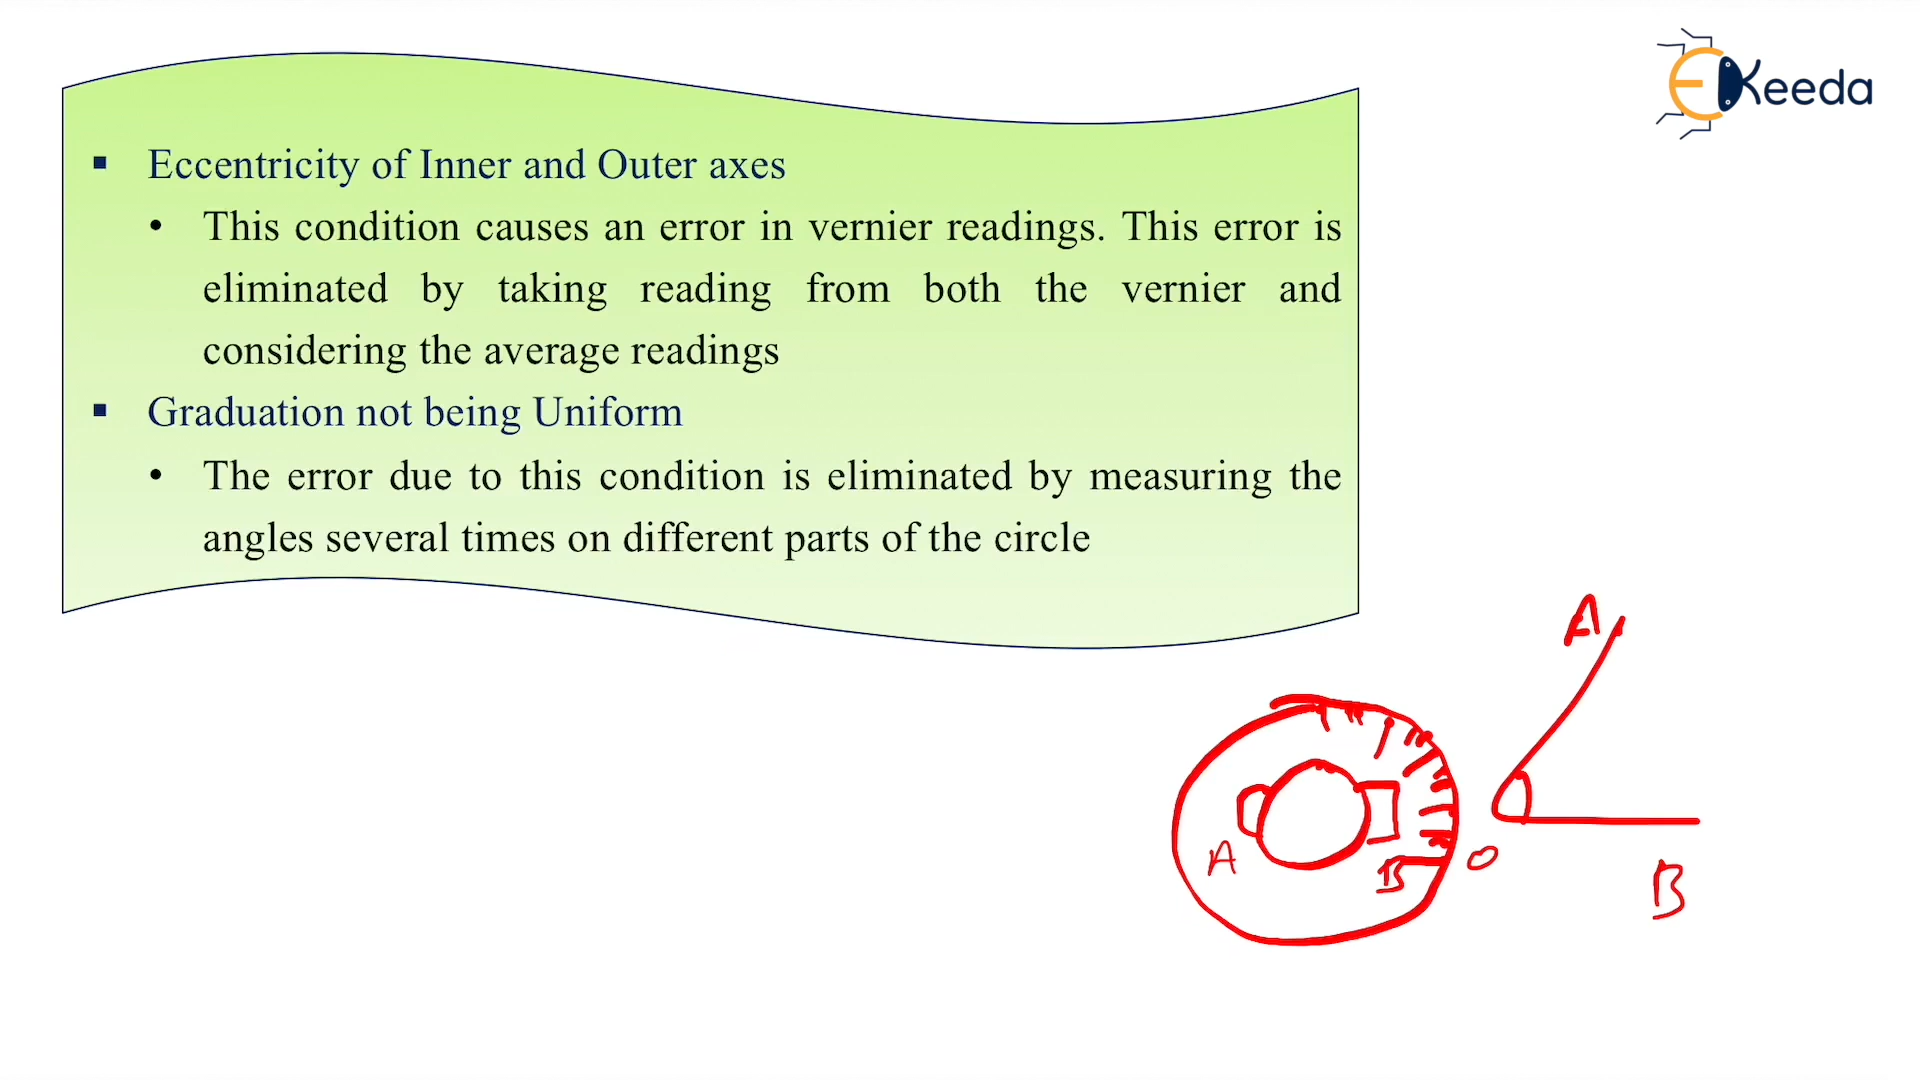 EKeeda
Eccentricity of Inner and Outer axes
This condition causes an error in vernier readings. This error is
eliminated by taking reading from both the vernier and
considering the average readings
Graduation not being Uniform
The error due to this condition is eliminated by measuring the
angles several times on different parts of the circle
A
A
B
O
B